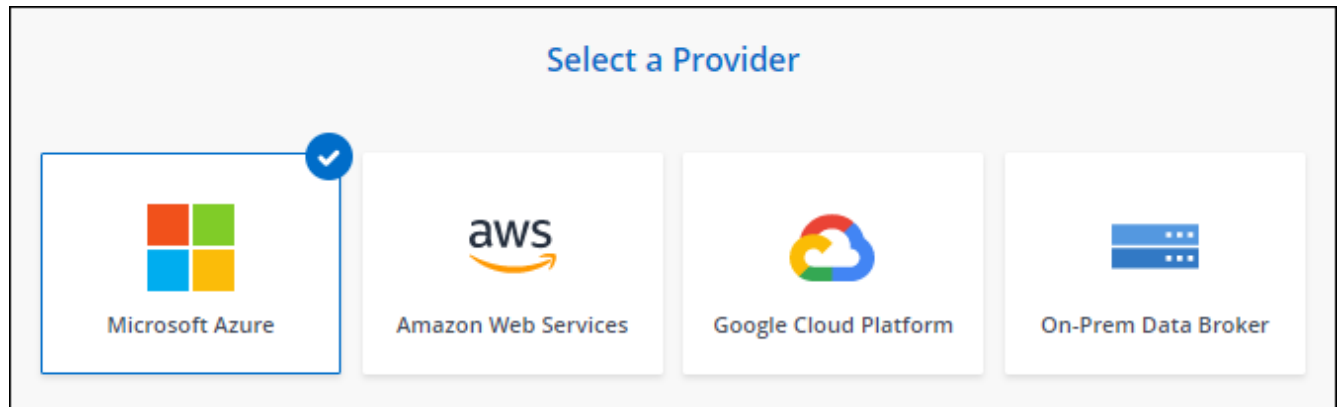 Select a Provider
aws
Microsoft Azure
Amazon Web Services
Google Cloud Platform
On-Prem Data Broker